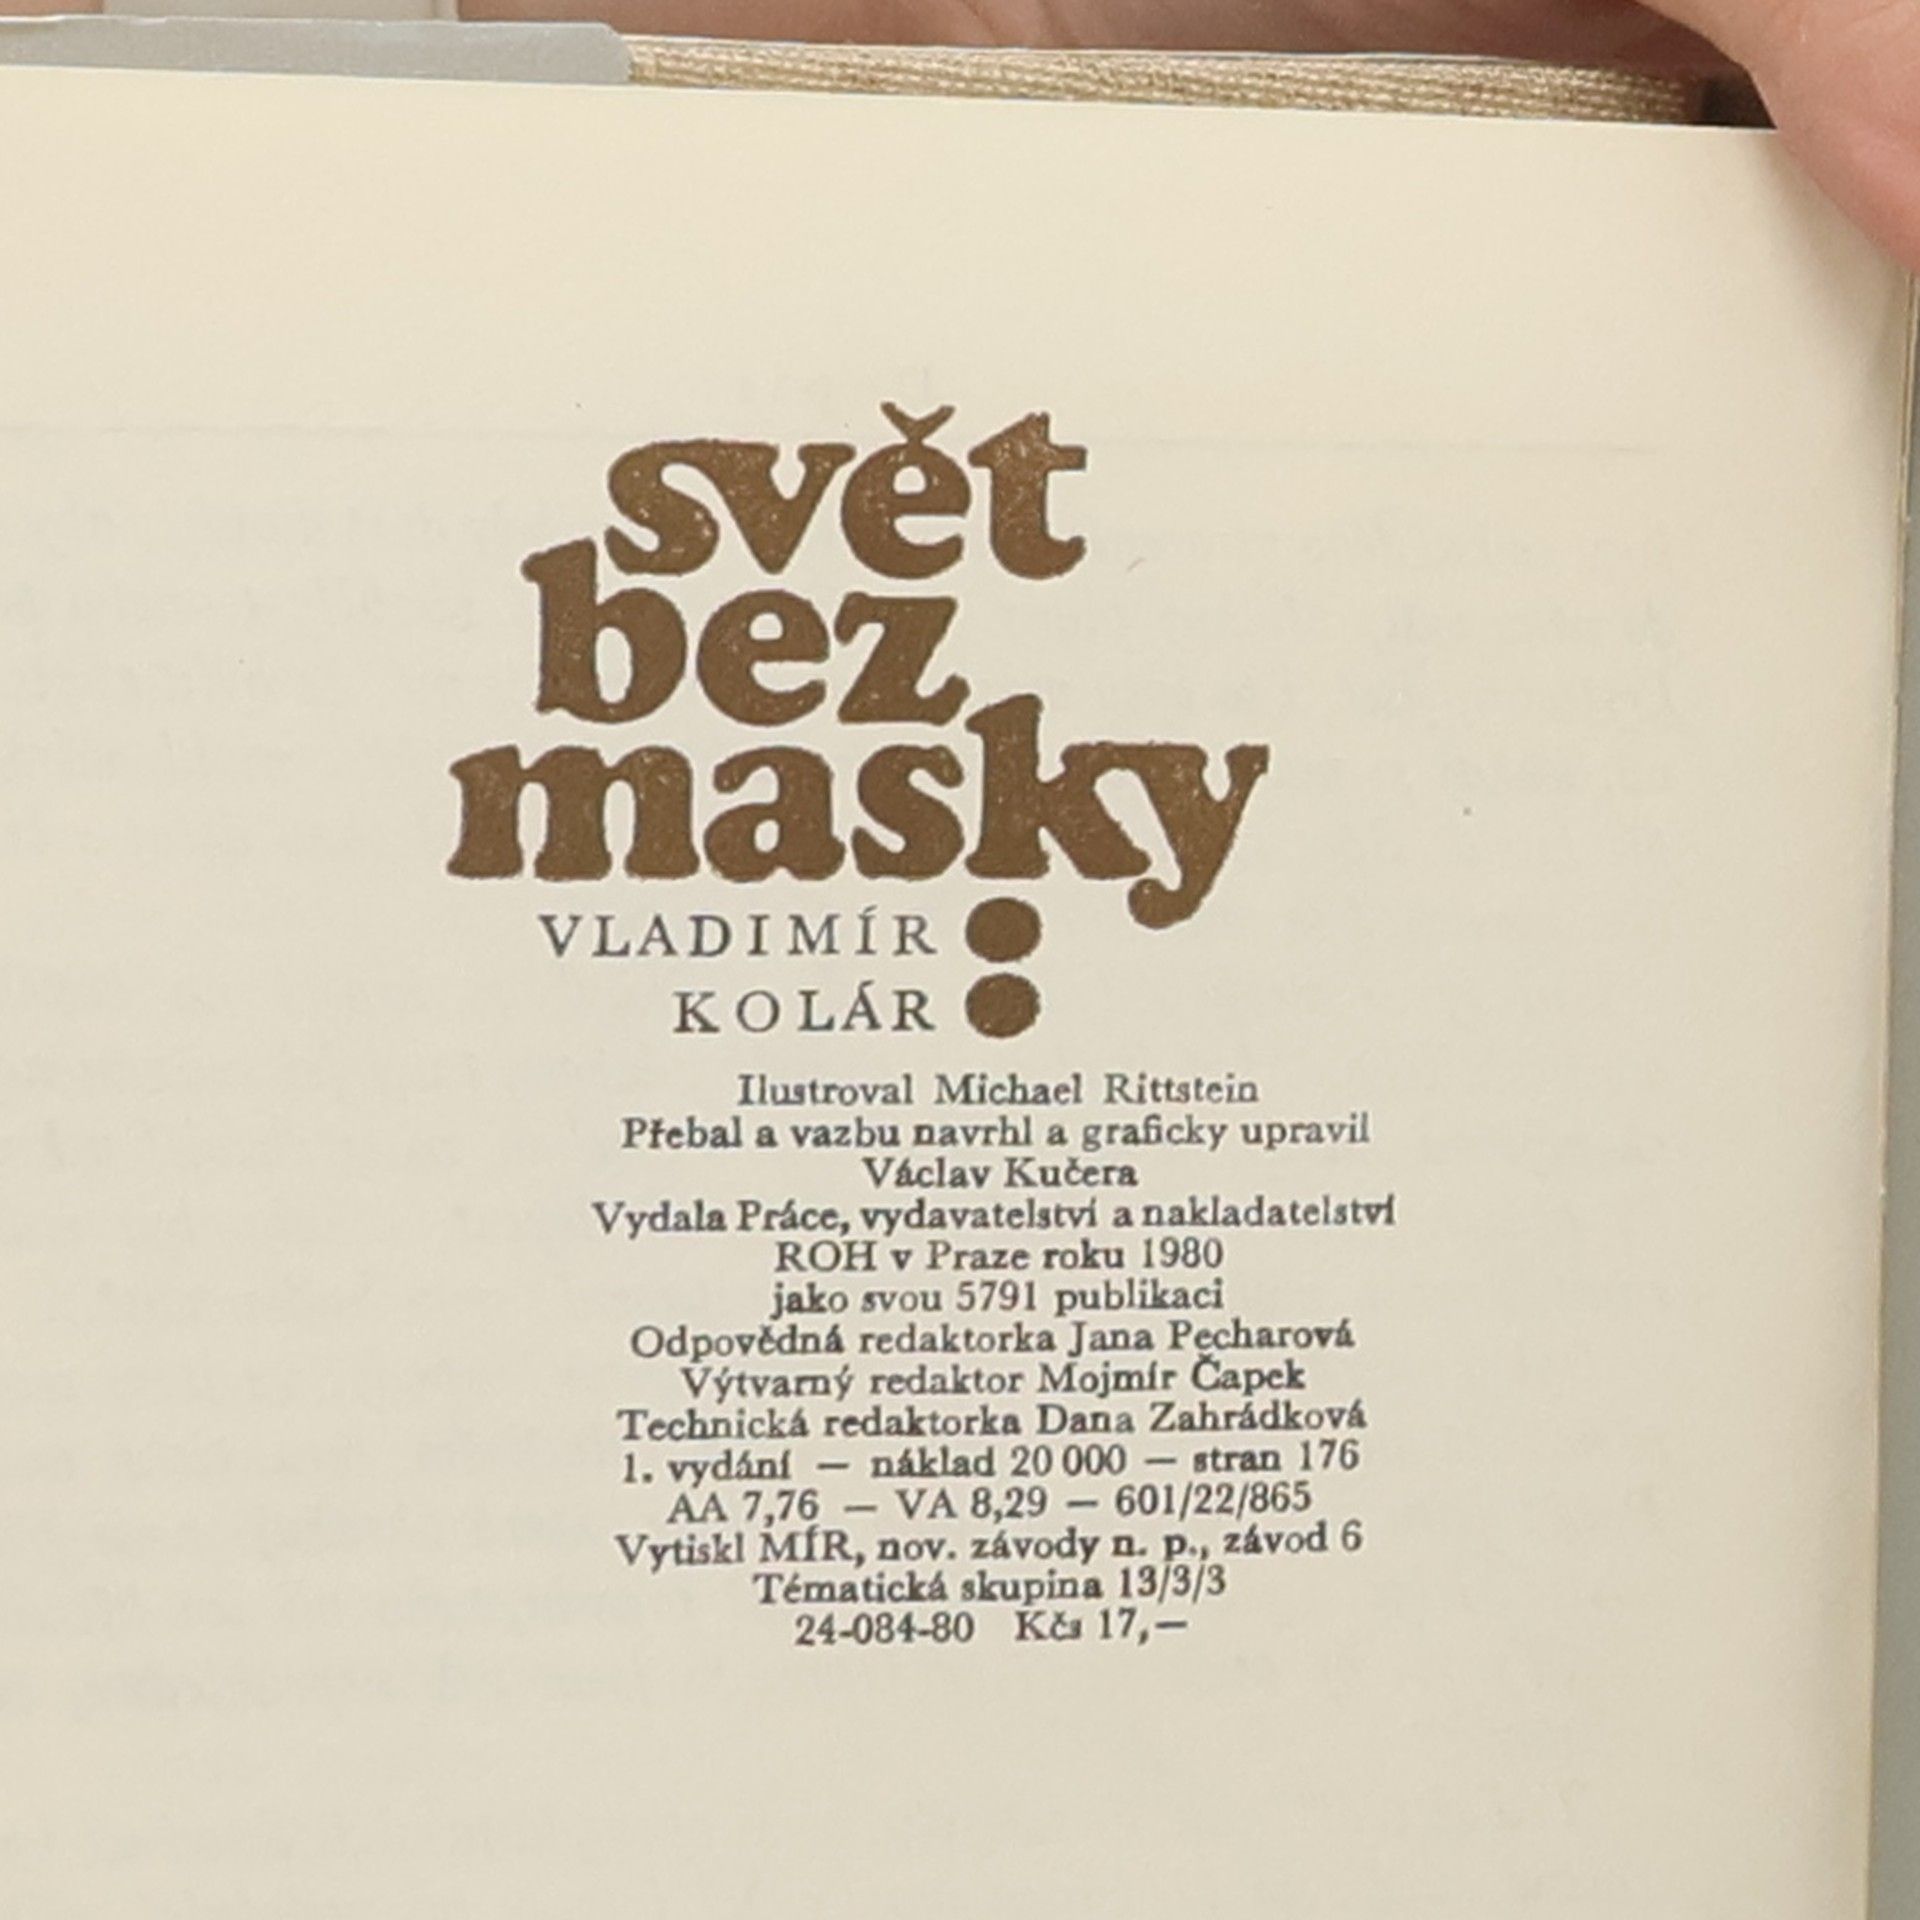 svět
bez
masky
VLADIMÍR
KOLÁR
Ilustroval Michael Rittstein
Přebal a vazbu navrhl a graficky upravil
Václav Kučera
Vydala Práce, vydavatelství a nakladatelství
ROH v Praze roku 1980
jako svou 5791 publikaci
Odpovědná redaktorka Jana Pecharová
Výtvarný redaktor Mojmír Čapek
Technická redaktorka Dana Zahrádková
1. vydání — náklad 20 000 — stran 176
AA 7,76 — VA 8,29 — 601/22/865
Vytiskl MÍR, nov. závody n. p., závod 6
Tématická skupina 13/3/3
24-084-80 Kčs 17,—